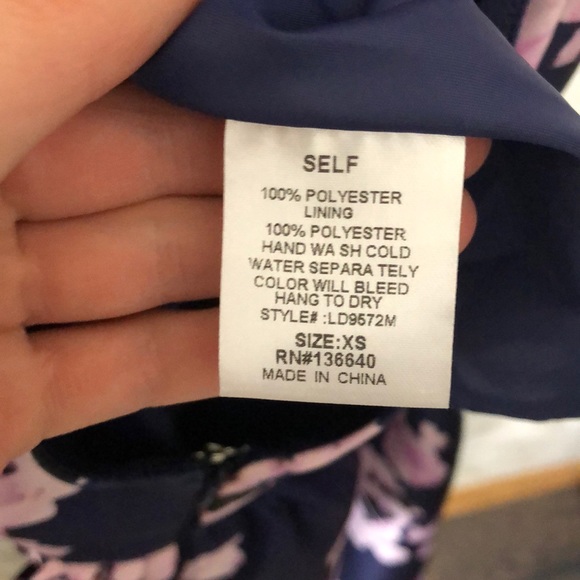 SELF
100% POLYESTER
LINING
100% POLYESTER
HAND WA SH COLD
WATER SEPARA TELY
COLOR WILL BLEED
HANG TO DRY
STYLE# :LD9572M
SIZE:XS
RN#136640
MADE IN CHINA